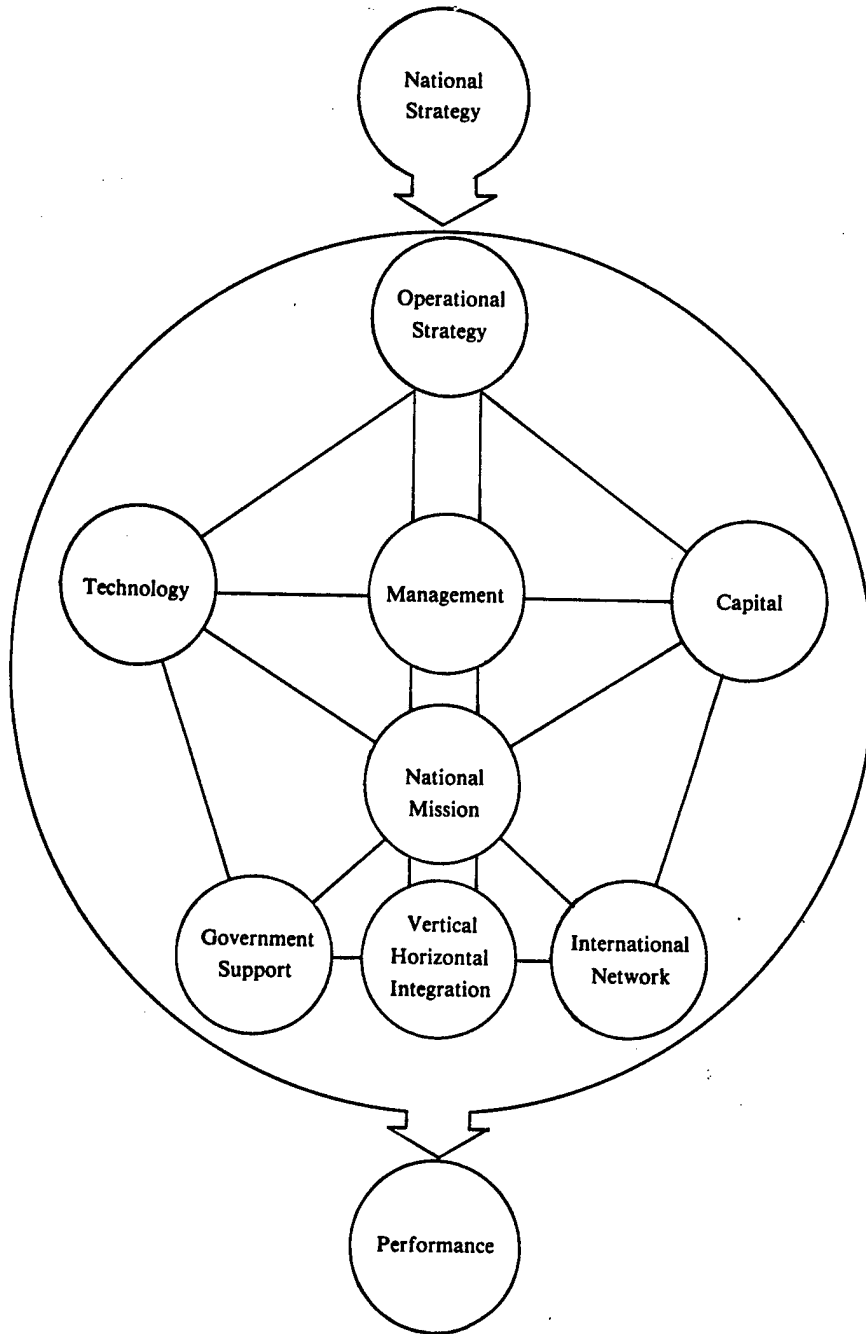 National
Strategy
Operational
Strategy
Technology
Management
Capital
National
Mission
Government
Support
Vertical
Horizontal
Integration
International
Network
Performance